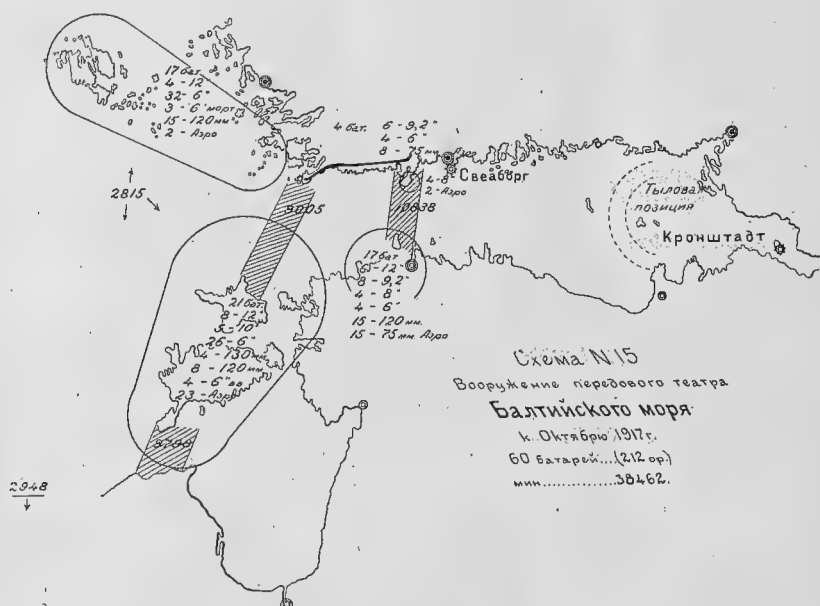 17 бат.
4 - 12"
32 - 6"
3 - 6" морт
15 - 120 мм
2 - Аэро
4 бат.
6 - 9,2"
4 - 6"
8 - 75 мм Аэро
4 - 8"
2 - Аэро
Свеаборг
Тыловая
позиция
Кронштадт
2815
9005
10838
17 бат
6 - 12"
8 - 9,2"
4 - 8"
4 - 6"
15 - 120 мм.
15 - 75 мм. Аэро
21 бат.
8 - 12"
5 - 10"
26 - 6"
4 - 130 мм
8 - 120 мм
4 - 6"
23 - Аэро
2948
Схема N 15
Вооружение передового театра
Балтийского моря
к Октябрю 1917 г.
60 батарей...(212 ор.)
мин...............38462.